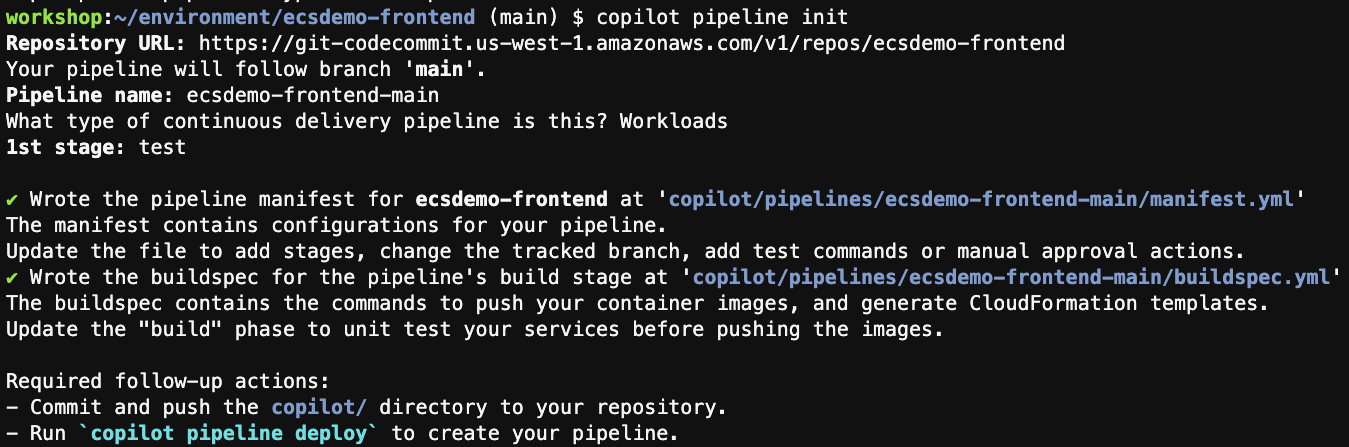 workshop:~/environment/ecsdemo-frontend (main) $ copilot pipeline init
Repository URL: https://git-codecommit.us-west-1.amazonaws.com/v1/repos/ecsdemo-frontend
Your pipeline will follow branch 'main'.
Pipeline name: ecsdemo-frontend-main
What type of continuous delivery pipeline is this? Workloads
1st stage: test
✔ Wrote the pipeline manifest for ecsdemo-frontend at 'copilot/pipelines/ecsdemo-frontend-main/manifest.yml'
The manifest contains configurations for your pipeline.
Update the file to add stages, change the tracked branch, add test commands or manual approval actions.
✔ Wrote the buildspec for the pipeline's build stage at 'copilot/pipelines/ecsdemo-frontend-main/buildspec.yml'
The buildspec contains the commands to push your container images, and generate CloudFormation templates.
Update the "build" phase to unit test your services before pushing the images.
Required follow-up actions:
- Commit and push the copilot/ directory to your repository.
- Run `copilot pipeline deploy` to create your pipeline.